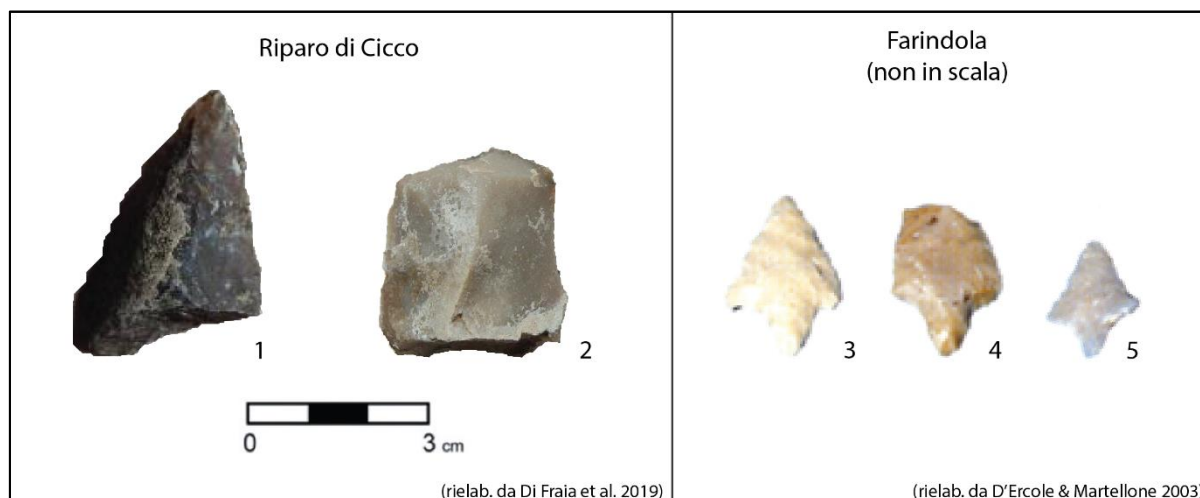 Riparo di Cicco
1
2
0
3 cm
(rielab. da Di Fraia et al. 2019)
Farindola
(non in scala)
3
4
5
(rielab. da D'Ercole & Martellone 2003)